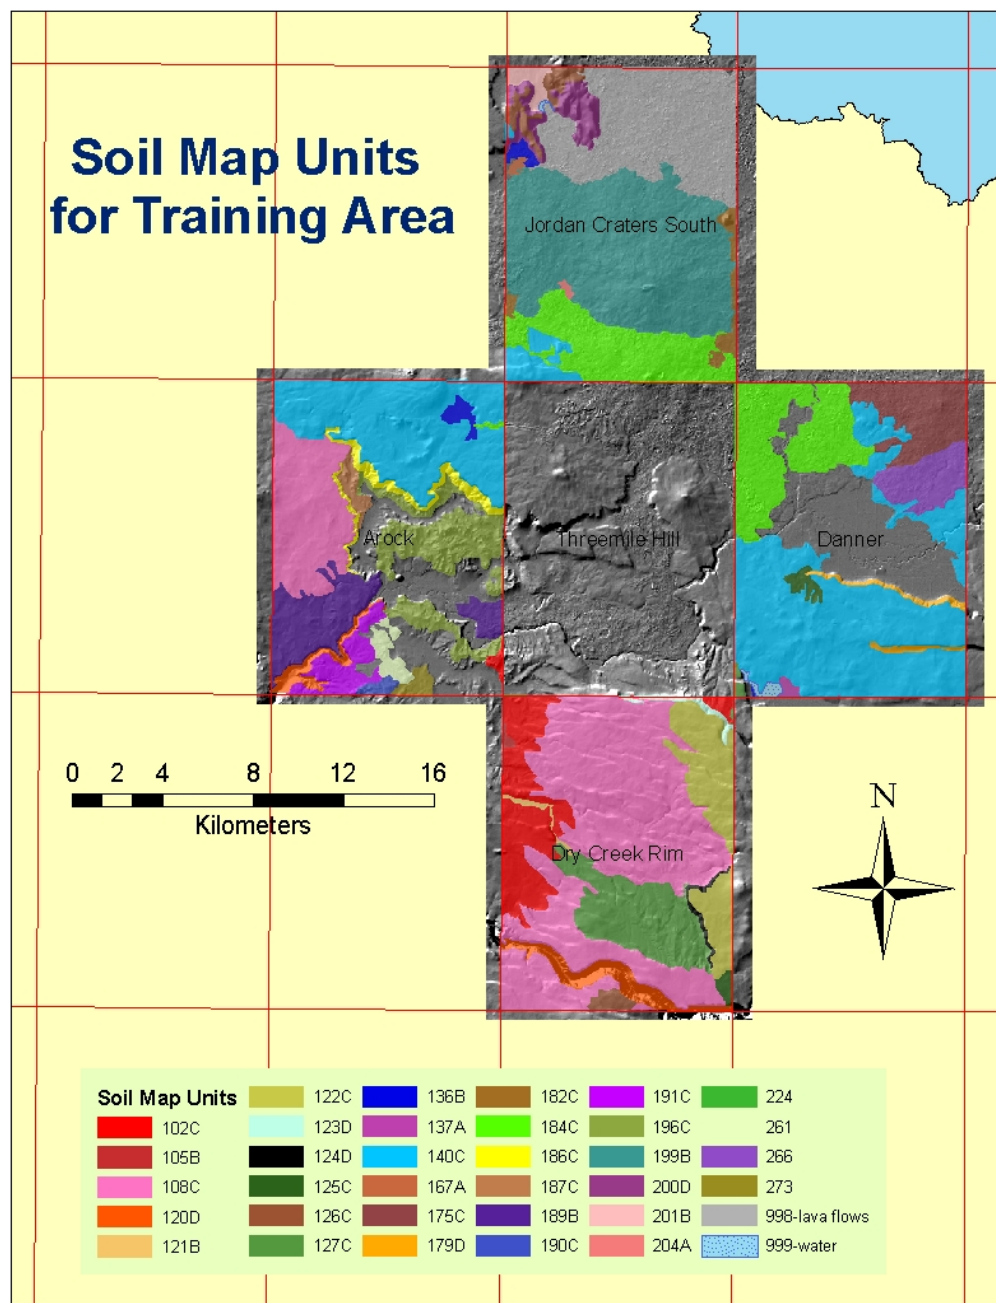 Soil Map Units
for Training Area
Jordan Craters South
Arock
Threemile Hill
Danner
0 2 4 8 12 16
Kilometers
N
Dry Creek Rim
Soil Map Units
102C
105B
108C
120D
121B
122C
123D
124D
125C
126C
127C
136B
137A
140C
167A
175C
179D
182C
184C
186C
187C
189B
190C
191C
196C
199B
200D
201B
204A
224
261
266
273
998-lava flows
999-water